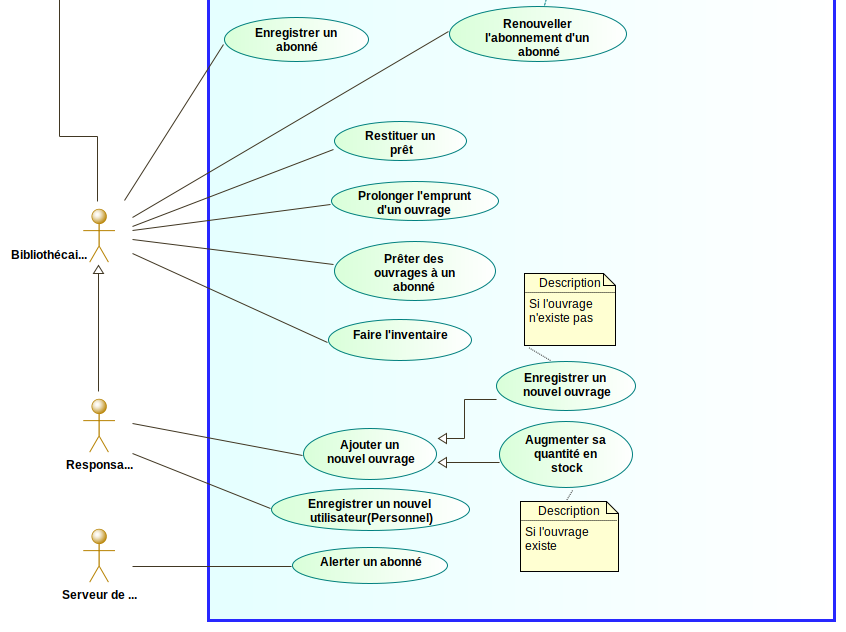 Enregistrer un
abonné
Renouveller
l'abonnement d'un
abonné
Restituer un
prêt
Prolonger l'emprunt
d'un ouvrage
Bibliothécai...
Prêter des
ouvrages à un
abonné
Description
Si l'ouvrage
n'existe pas
Faire l'inventaire
Enregistrer un
nouvel ouvrage
Ajouter un
nouvel ouvrage
Augmenter sa
quantité en
stock
Responsa...
Enregistrer un nouvel
utilisateur(Personnel)
Description
Si l'ouvrage
existe
Alerter un abonné
Serveur de ...